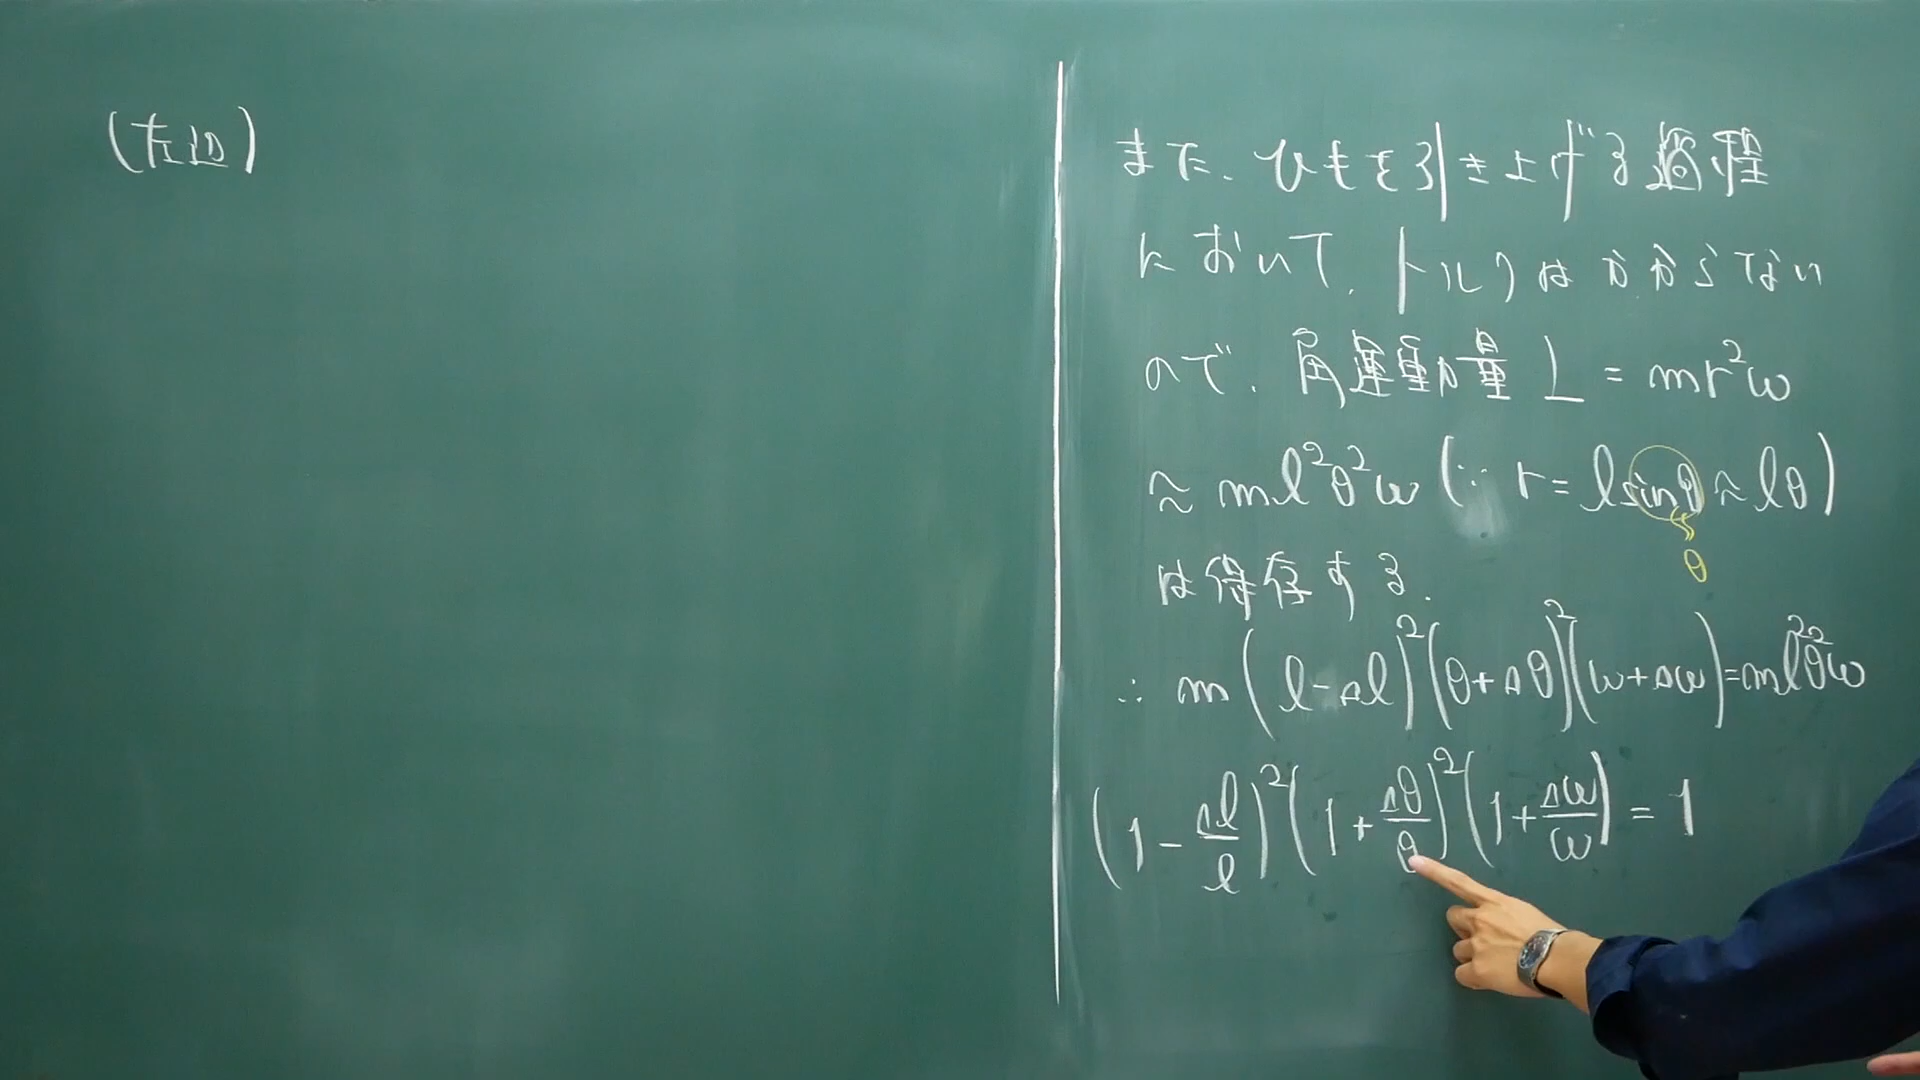 (左辺)
また、ひもを引き上げる過程
において、トルクはかからない
ので、角運動量 L = mr²ω
≈ ml²θ²ω (∵ r = l sinθ ≈ lθ)
θ
は保存する.
∴ m(l-Δl)²(θ+Δθ)²(ω+Δω)=ml²θ²ω
(1 - Δl/l)²(1 + Δθ/θ)²(1 + Δω/ω) = 1